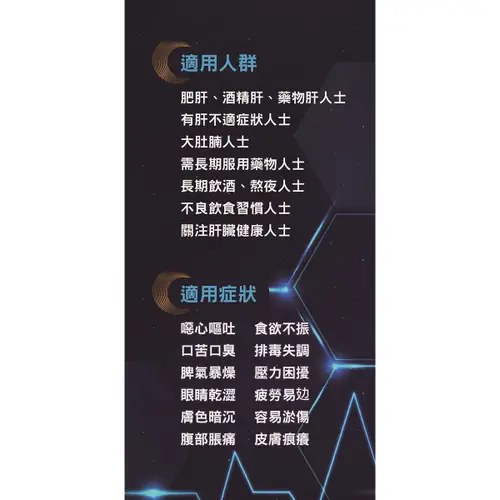 適用人群
肥肝、酒精肝、藥物肝人士
有肝不適症狀人士
大肚腩人士
需長期服用藥物人士
長期飲酒、熬夜人士
不良飲食習慣人士
關注肝臟健康人士
適用症狀
噁心嘔吐 食欲不振
口苦口臭 排毒失調
脾氣暴燥 壓力困擾
眼睛乾澀 疲勞易攰
膚色暗沉 容易淤傷
腹部脹痛 皮膚痕癢